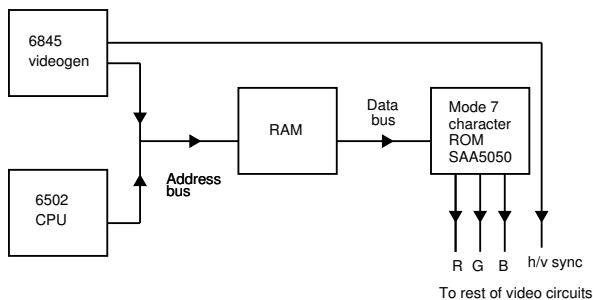 6845
videogen
6502
CPU
Address
bus
RAM
Data
bus
Mode 7
character
ROM
SAA5050
R G B h/v sync
To rest of video circuits